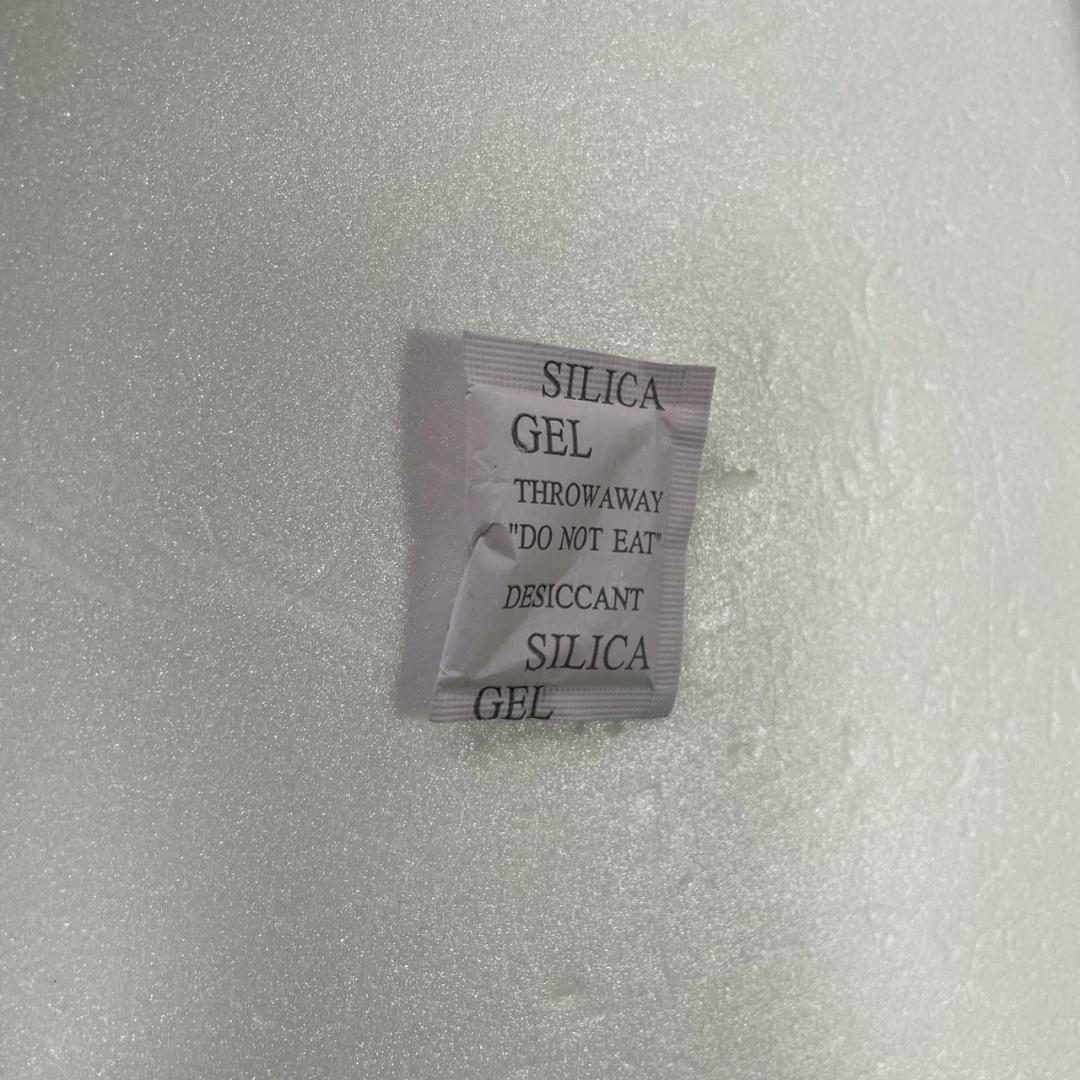 SILICA
GEL
THROWAWAY
"DO NOT EAT"
DESICCANT
SILICA
GEL